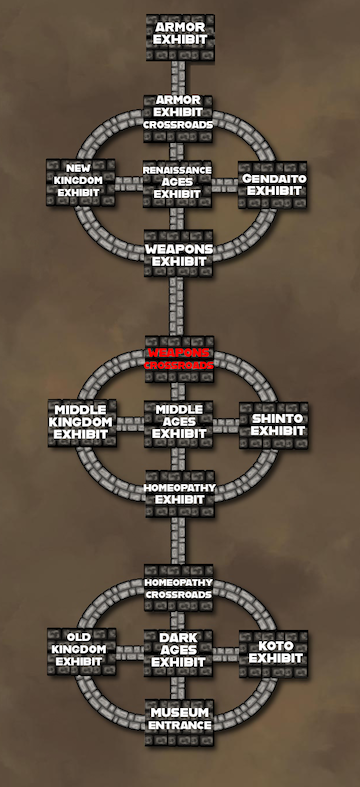 ARMOR
EXHIBIT
ARMOR
EXHIBIT
CROSSROADS
NEW
KINGDOM
EXHIBIT
RENAISSANCE
AGES
EXHIBIT
GENDAITO
EXHIBIT
WEAPONS
EXHIBIT
WEAPONS
CROSSROADS
MIDDLE
KINGDOM
EXHIBIT
MIDDLE
AGES
EXHIBIT
SHINTO
EXHIBIT
HOMEOPATHY
EXHIBIT
HOMEOPATHY
CROSSROADS
OLD
KINGDOM
EXHIBIT
DARK
AGES
EXHIBIT
KOTO
EXHIBIT
MUSEUM
ENTRANCE